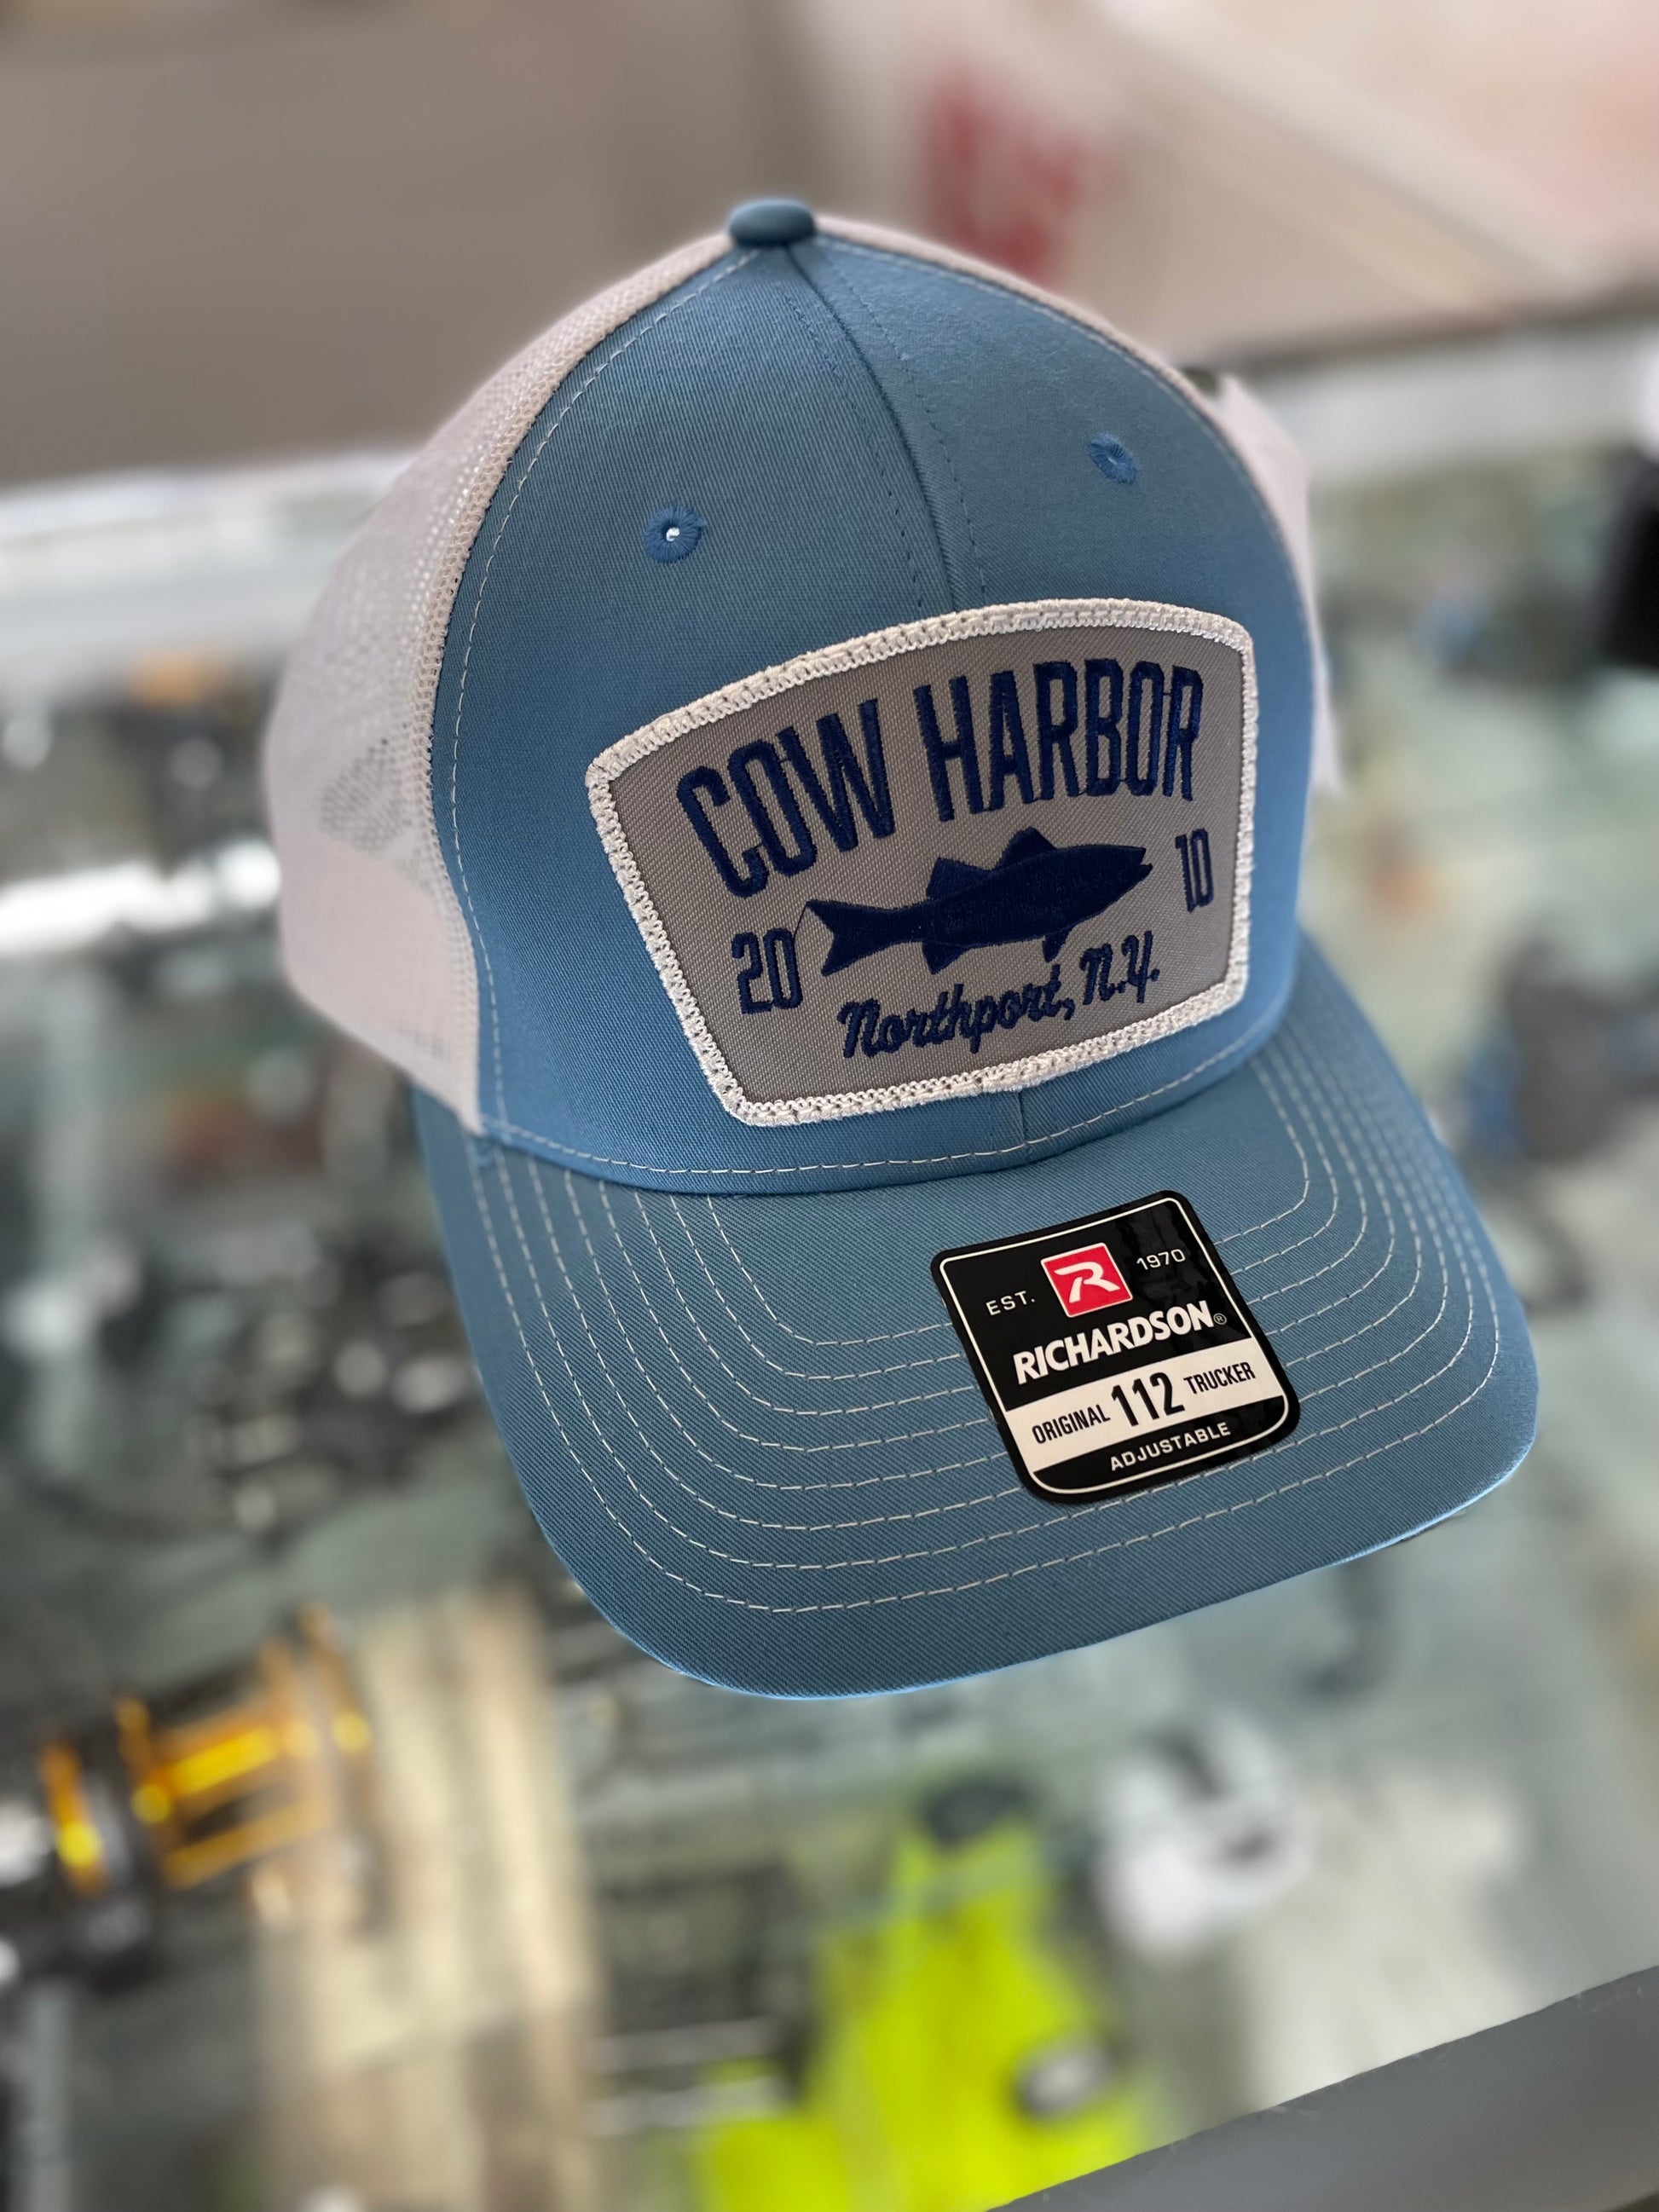 COW HARBOR
20 10
Northport, N.Y.
EST. R 1970
RICHARDSON®
ORIGINAL 112 TRUCKER
ADJUSTABLE